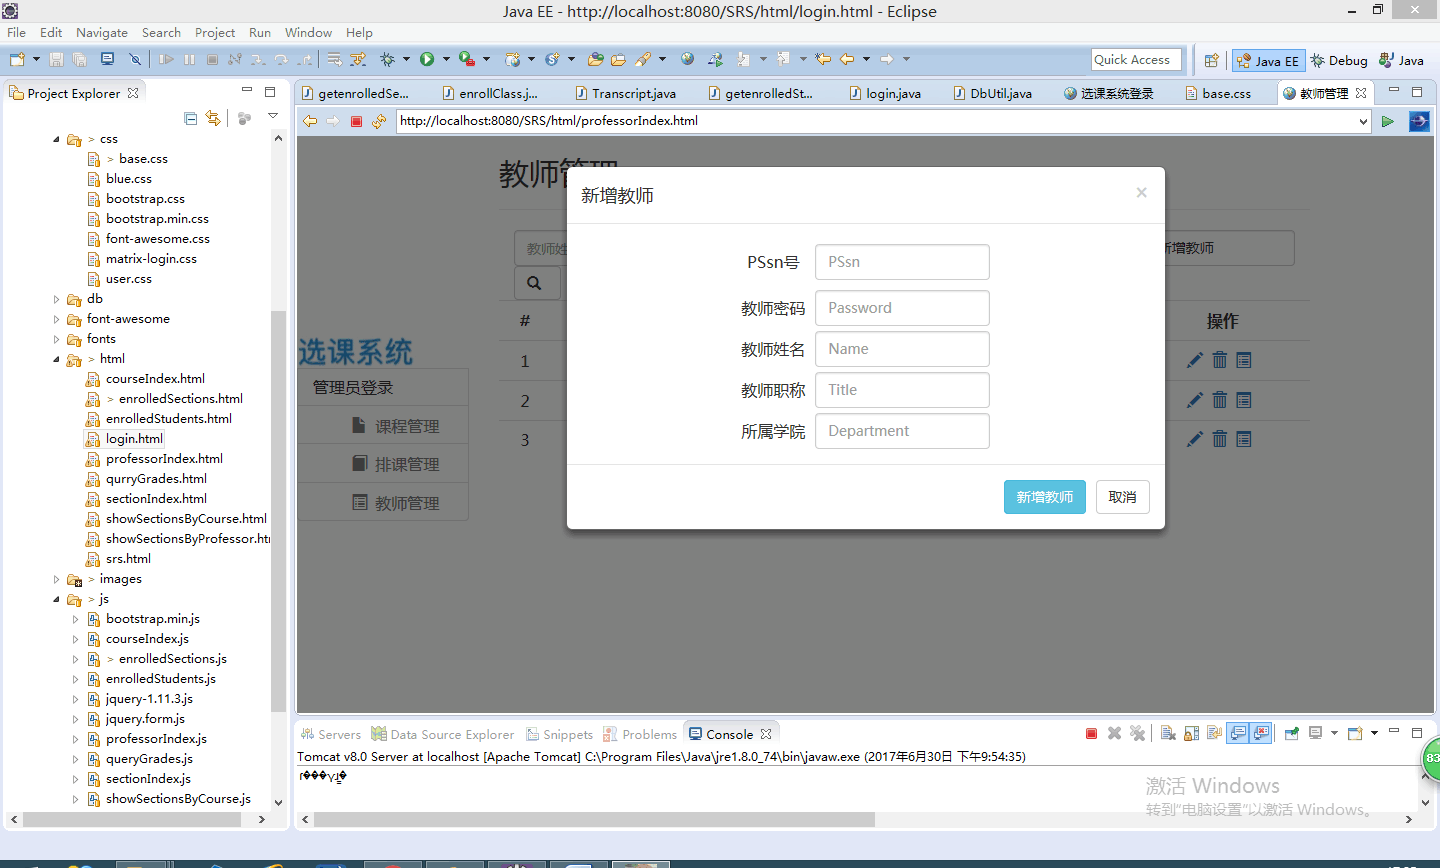 Java EE - http://localhost:8080/SRS/html/login.html - Eclipse
File Edit Navigate Search Project Run Window Help
Quick Access
Java EE Debug Java
Project Explorer
getenrolledSe... enrollClass.j... Transcript.java getenrolledSt... login.java DbUtil.java 选课系统登录 base.css 教师管理
http://localhost:8080/SRS/html/professorIndex.html
> css
> base.css
blue.css
bootstrap.css
bootstrap.min.css
font-awesome.css
matrix-login.css
user.css
db
font-awesome
fonts
> html
courseIndex.html
> enrolledSections.html
enrolledStudents.html
login.html
professorIndex.html
qurryGrades.html
sectionIndex.html
showSectionsByCourse.html
showSectionsByProfessor.htr
srs.html
> images
> js
bootstrap.min.js
courseIndex.js
> enrolledSections.js
enrolledStudents.js
jquery-1.11.3.js
jquery.form.js
professorIndex.js
queryGrades.js
sectionIndex.js
showSectionsByCourse.js
教师管理
教师姓
新增教师
#
操作
1
2
3
选课系统
管理员登录
课程管理
排课管理
教师管理
新增教师
×
PSsn号 PSsn
教师密码 Password
教师姓名 Name
教师职称 Title
所属学院 Department
新增教师 取消
Servers Data Source Explorer Snippets Problems Console
Tomcat v8.0 Server at localhost [Apache Tomcat] C:\Program Files\Java\jre1.8.0_74\bin\javaw.exe (2017年6月30日 下午9:54:35)
激活 Windows
转到"电脑设置"以激活 Windows。
83